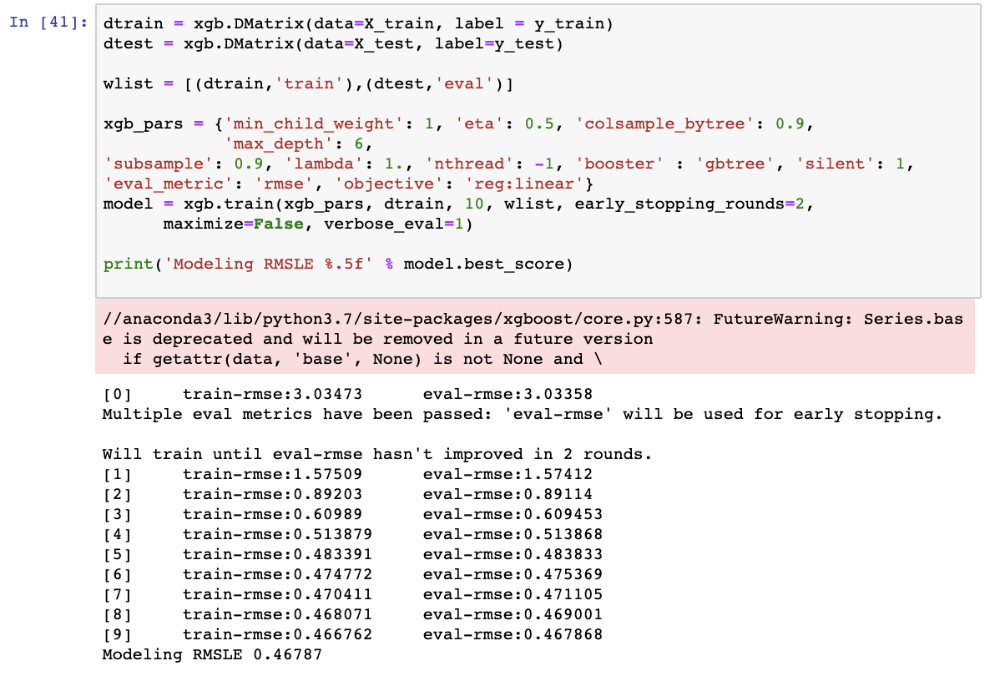 In [41]:
dtrain = xgb.DMatrix(data=X_train, label = y_train)
dtest = xgb.DMatrix(data=X_test, label=y_test)
wlist = [(dtrain,'train'),(dtest,'eval')]
xgb_pars = {'min_child_weight': 1, 'eta': 0.5, 'colsample_bytree': 0.9,
'max_depth': 6,
'subsample': 0.9, 'lambda': 1., 'nthread': -1, 'booster' : 'gbtree', 'silent': 1,
'eval_metric': 'rmse', 'objective': 'reg:linear'}
model = xgb.train(xgb_pars, dtrain, 10, wlist, early_stopping_rounds=2,
maximize=False, verbose_eval=1)
print('Modeling RMSLE %.5f' % model.best_score)
//anaconda3/lib/python3.7/site-packages/xgboost/core.py:587: FutureWarning: Series.bas
e is deprecated and will be removed in a future version
if getattr(data, 'base', None) is not None and \
[0] train-rmse:3.03473 eval-rmse:3.03358
Multiple eval metrics have been passed: 'eval-rmse' will be used for early stopping.
Will train until eval-rmse hasn't improved in 2 rounds.
[1] train-rmse:1.57509 eval-rmse:1.57412
[2] train-rmse:0.89203 eval-rmse:0.89114
[3] train-rmse:0.60989 eval-rmse:0.609453
[4] train-rmse:0.513879 eval-rmse:0.513868
[5] train-rmse:0.483391 eval-rmse:0.483833
[6] train-rmse:0.474772 eval-rmse:0.475369
[7] train-rmse:0.470411 eval-rmse:0.471105
[8] train-rmse:0.468071 eval-rmse:0.469001
[9] train-rmse:0.466762 eval-rmse:0.467868
Modeling RMSLE 0.46787